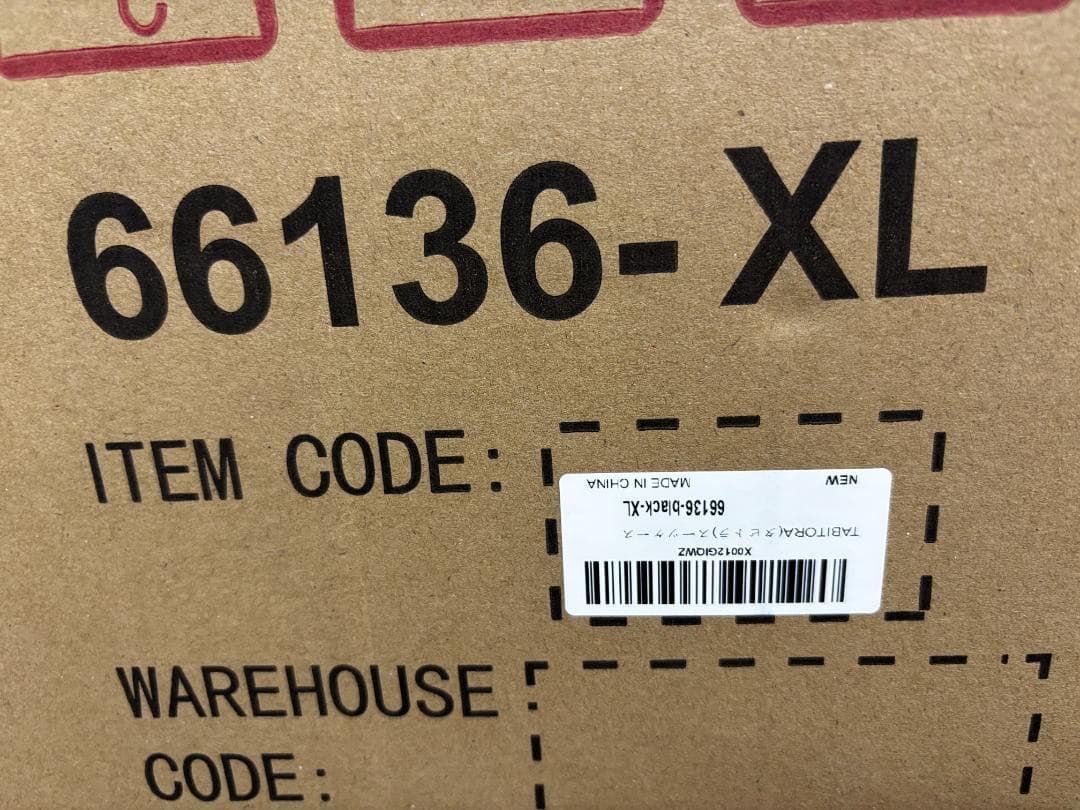 66136-XL
ITEM CODE:
X0012GIQWZ
TABITORA(タビトラ)スーツケース
66136-black-XL
NEW
MADE IN CHINA
WAREHOUSE
CODE: